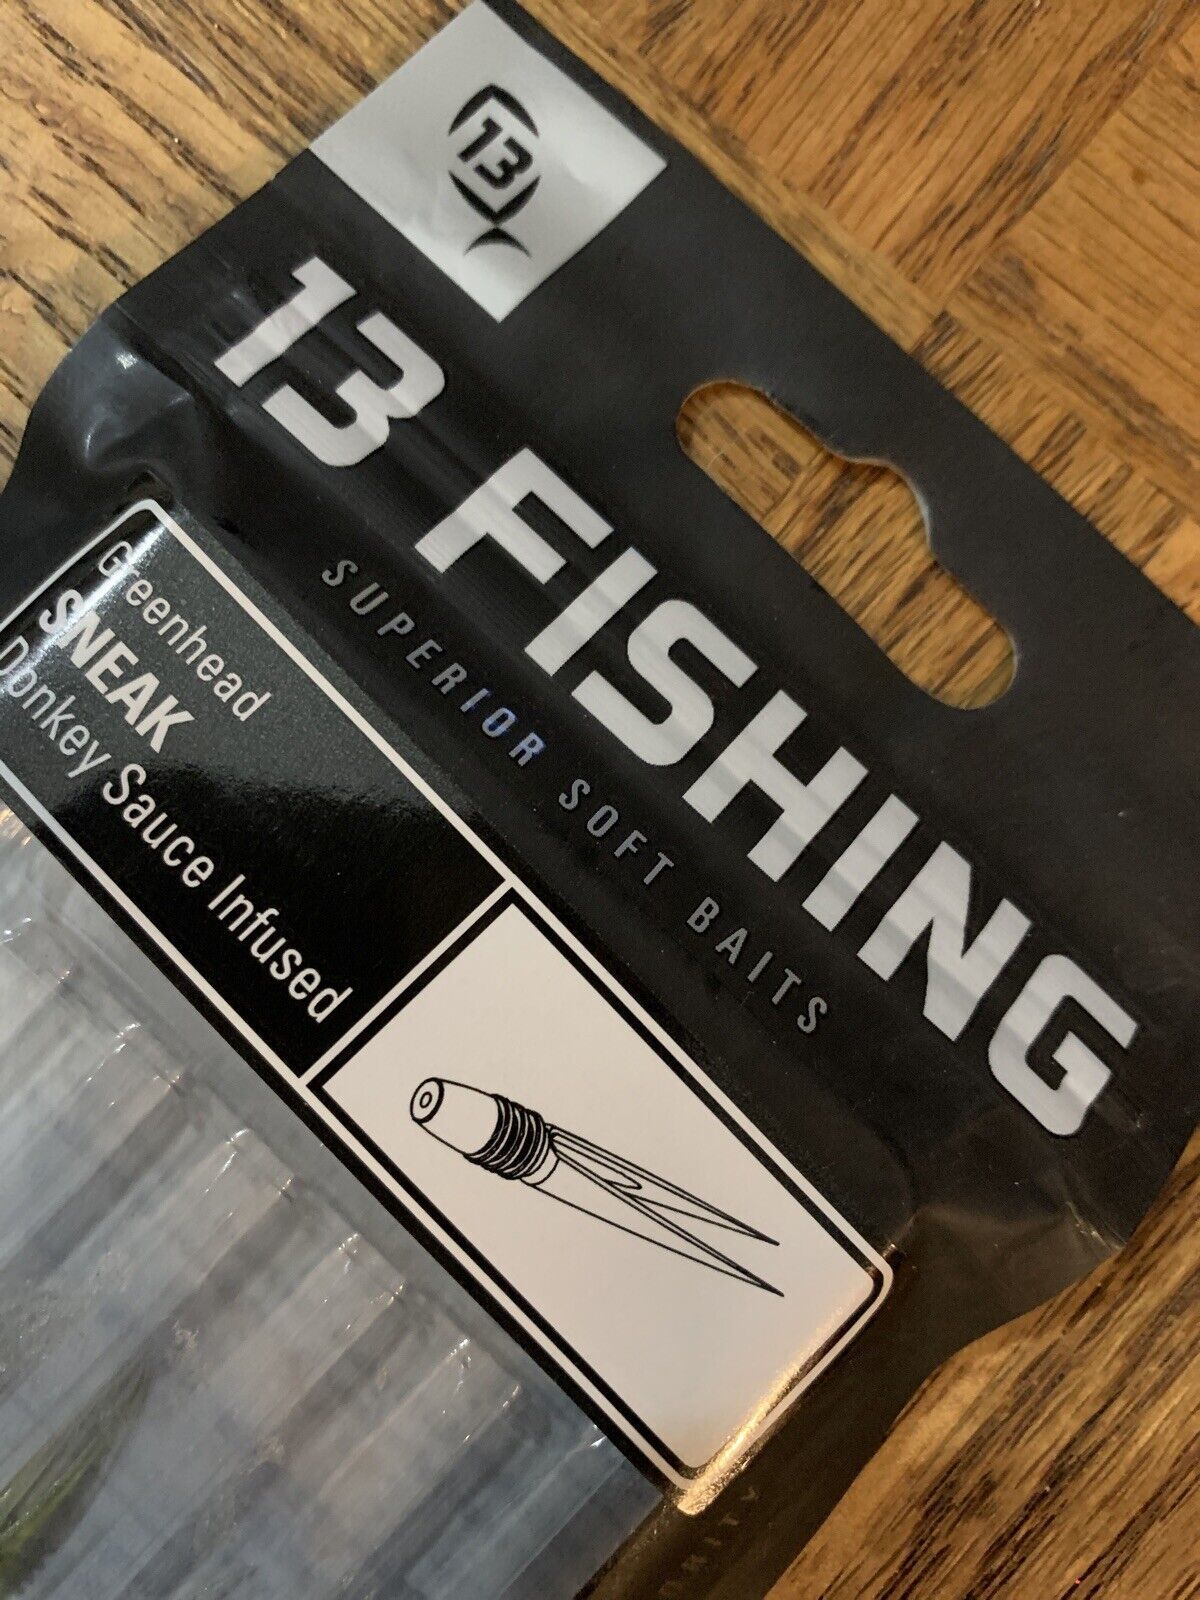 13
13 FISHING
SUPERIOR SOFT BAITS
Greenhead
SNEAK
Donkey Sauce Infused